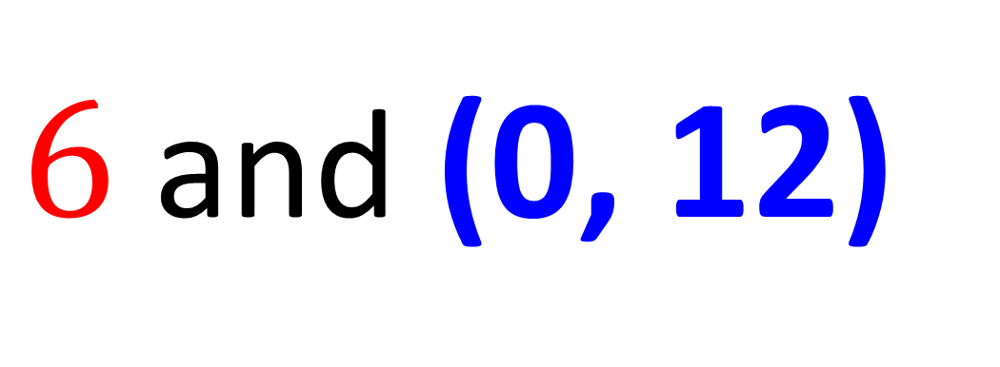 6 and (0, 12)